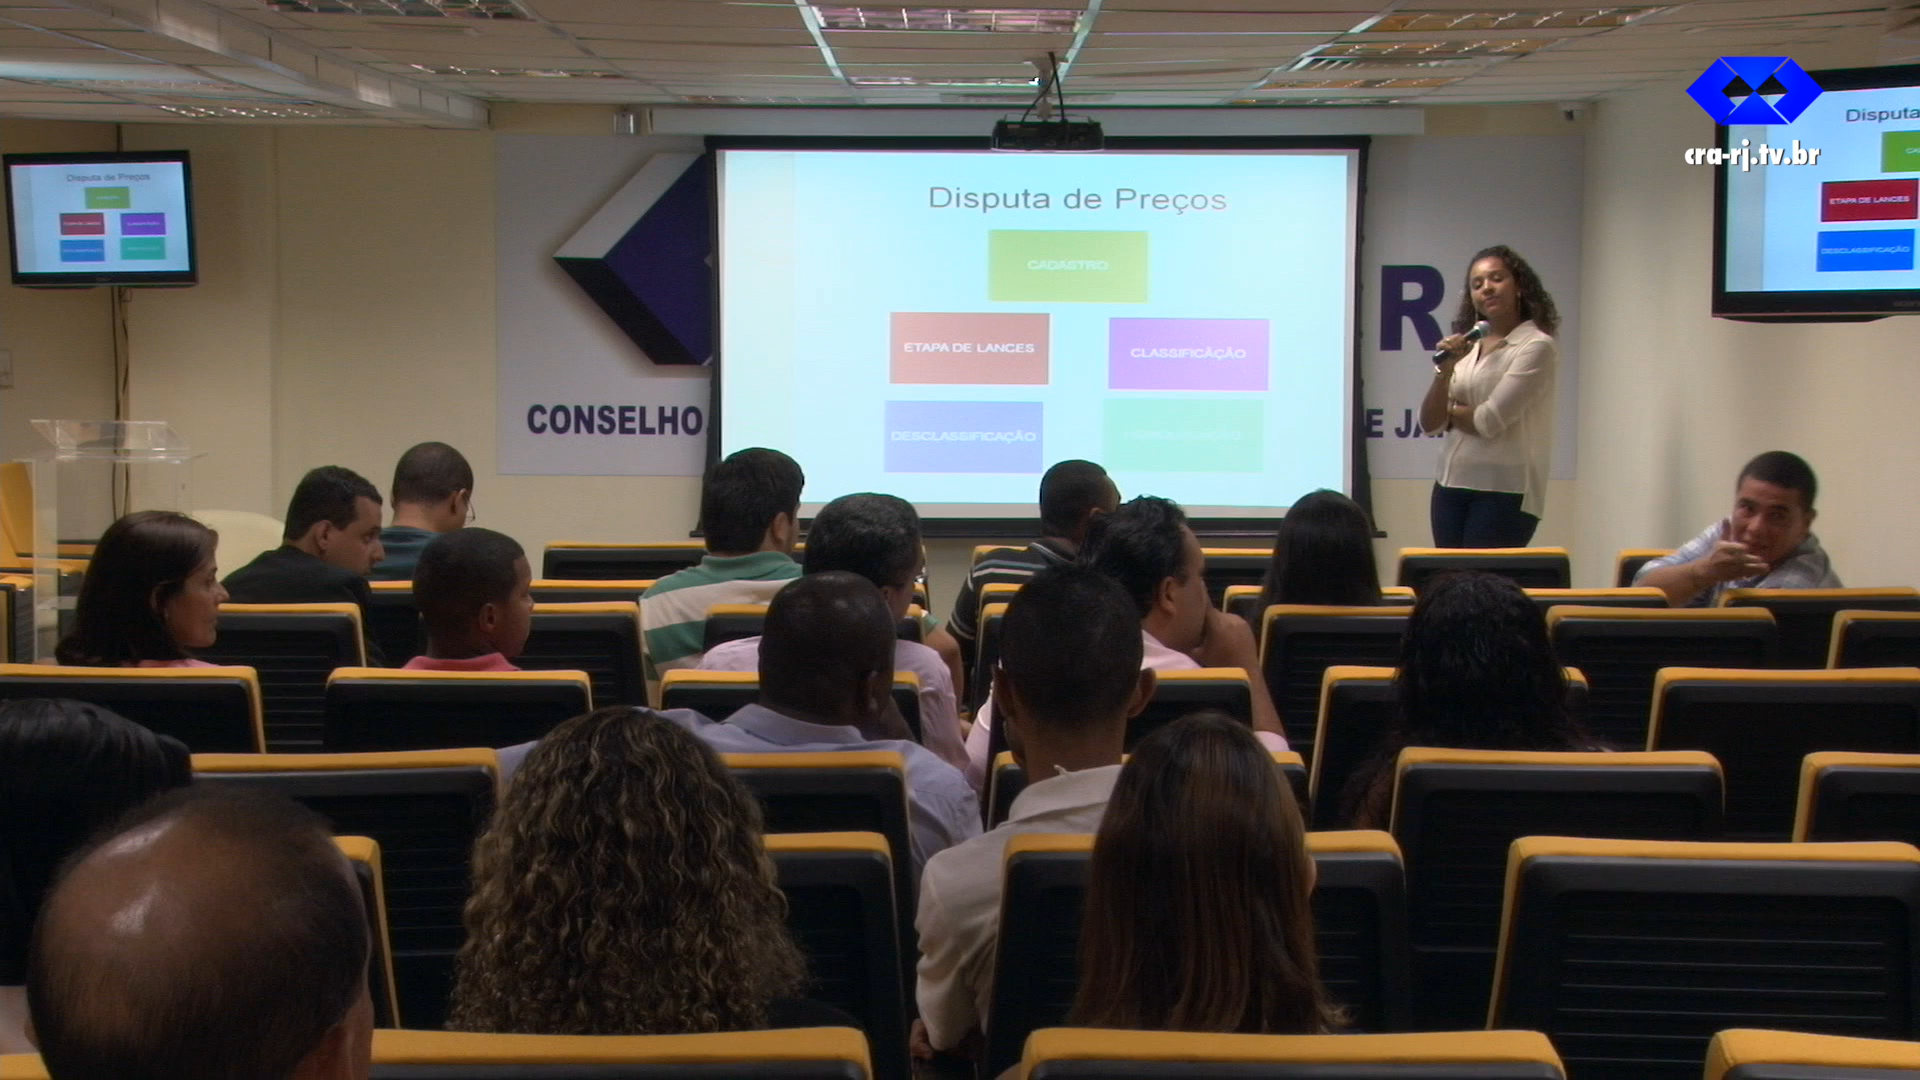 cra-rj.tv.br
Disputa de Preços
CADASTRO
ETAPA DE LANCES
CLASSIFICAÇÃO
DESCLASSIFICAÇÃO
R
CONSELHO
E JA
Disputa de Preços
Disputa
ETAPA DE LANCES
DESCLASSIFICAÇÃO